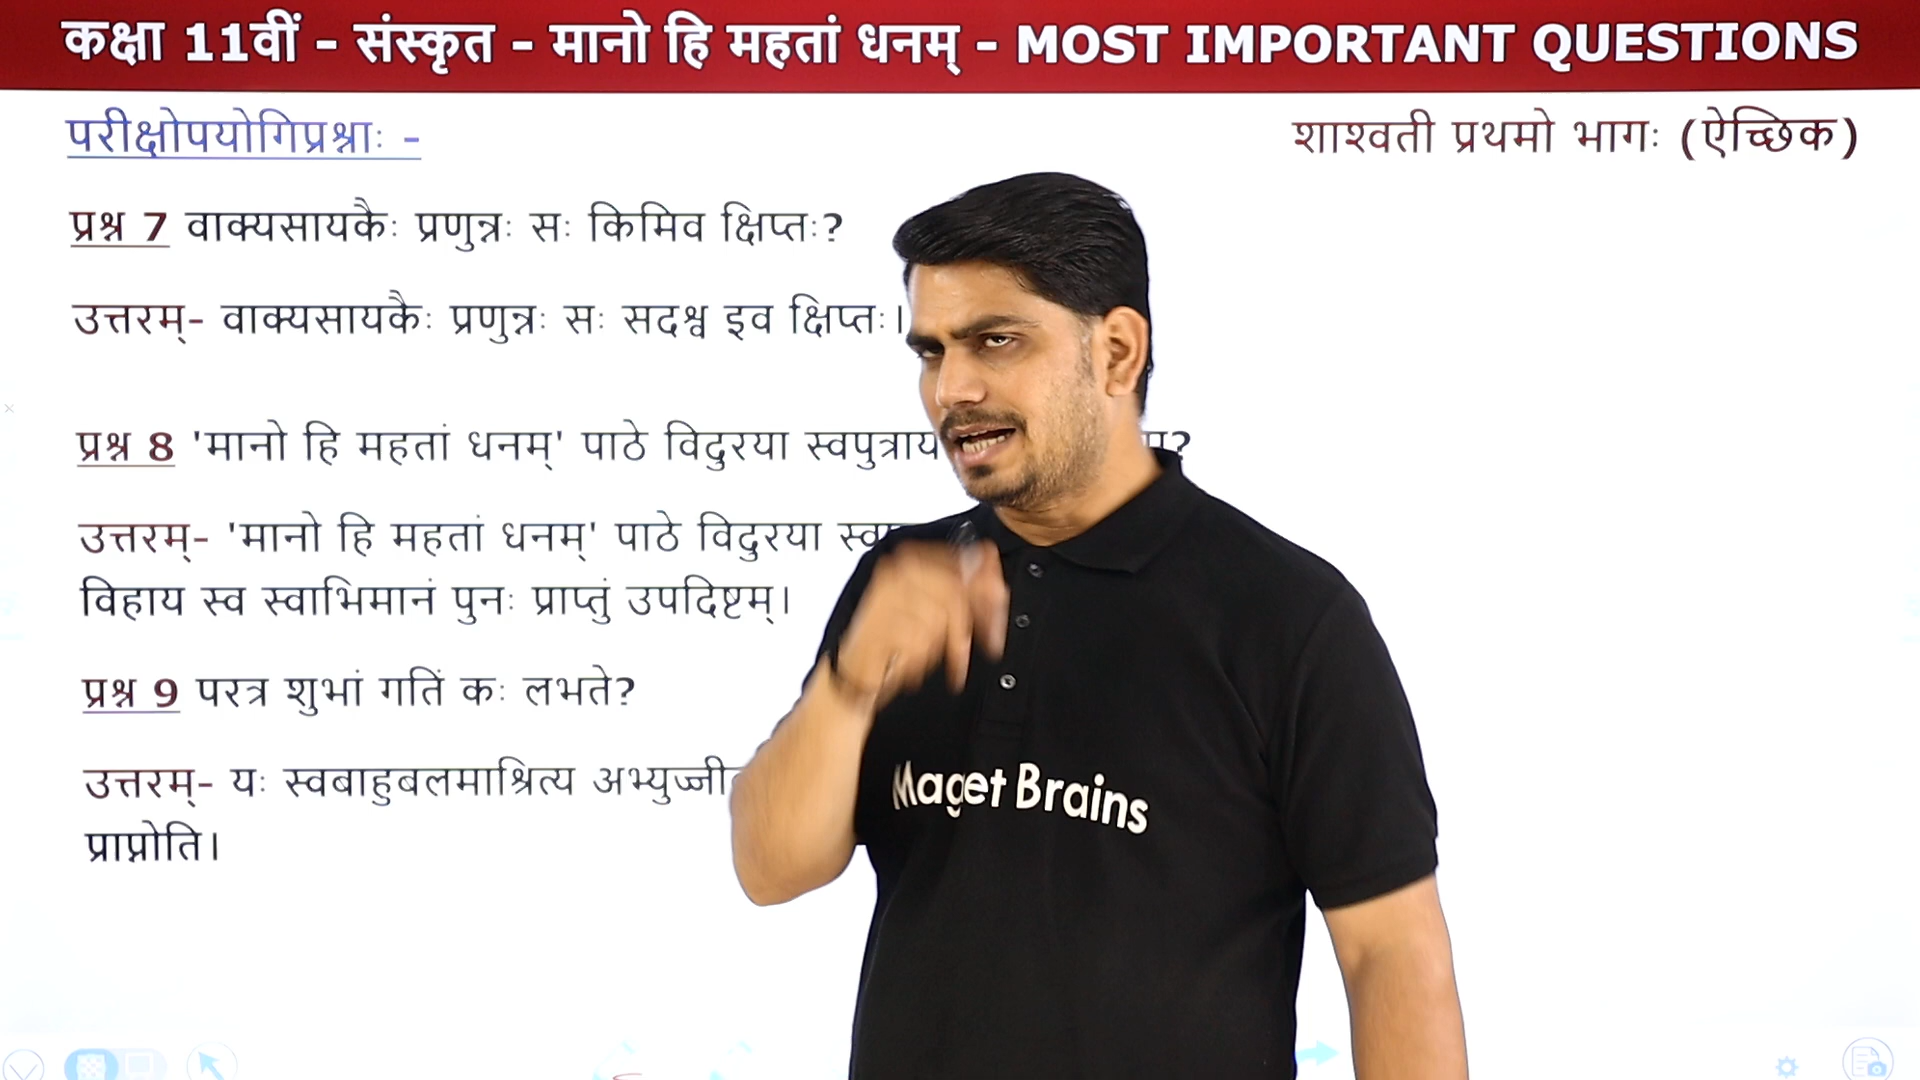 कक्षा 11वीं - संस्कृत - मानो हि महतां धनम् - MOST IMPORTANT QUESTIONS
परीक्षोपयोगिप्रश्नाः -
शाश्वती प्रथमो भागः (ऐच्छिक)
प्रश्न 7 वाक्यसायकैः प्रणुन्नः सः किमिव क्षिप्तः?
उत्तरम्- वाक्यसायकैः प्रणुन्नः सः सदश्व इव क्षिप्तः।
प्रश्न 8 'मानो हि महतां धनम्' पाठे विदुरया स्वपुत्राय
उत्तरम्- 'मानो हि महतां धनम्' पाठे विदुरया
विहाय स्व स्वाभिमानं पुनः प्राप्तुं उपदिष्टम्।
प्रश्न 9 परत्र शुभां गतिं कः लभते?
उत्तरम्- यः स्वबाहुबलमाश्रित्य
प्राप्नोति।
Magnet Brains